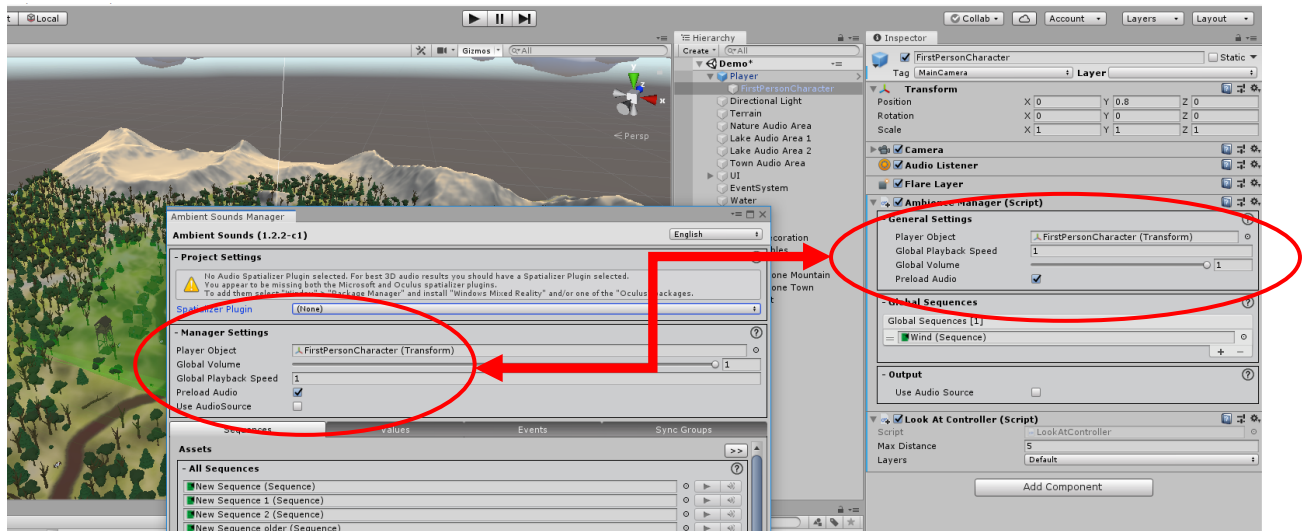 t Local
Collab Account Layers Layout
Gizmos Q▾All
Hierarchy
Create Q▾All
Demo*
Player
FirstPersonCharacter
Directional Light
Terrain
Nature Audio Area
Lake Audio Area 1
Lake Audio Area 2
Town Audio Area
UI
EventSystem
Water
ecoration
bles
one Mountain
one Town
t
y
z
x
Persp
Ambient Sounds Manager
Ambient Sounds (1.2.2-c1) English
- Project Settings
No Audio Spatializer Plugin selected. For best 3D audio results you should have a Spatializer Plugin selected.
You appear to be missing both the Microsoft and Oculus spatializer plugins.
To add them select "Window" > "Package Manager" and install "Windows Mixed Reality" and/or one of the "Oculus" packages.
Spatializer Plugin (None)
- Manager Settings
Player Object FirstPersonCharacter (Transform)
Global Volume 1
Global Playback Speed 1
Preload Audio
Use AudioSource
Sequences Values Events Sync Groups
Assets >>
- All Sequences
New Sequence (Sequence)
New Sequence 1 (Sequence)
New Sequence 2 (Sequence)
New Sequence older (Sequence)
Inspector
FirstPersonCharacter Static
Tag MainCamera Layer
Transform
Position X 0 Y 0.8 Z 0
Rotation X 0 Y 0 Z 0
Scale X 1 Y 1 Z 1
Camera
Audio Listener
Flare Layer
Ambience Manager (Script)
- General Settings
Player Object FirstPersonCharacter (Transform)
Global Playback Speed 1
Global Volume 1
Preload Audio
- Global Sequences
Global Sequences [1]
Wind (Sequence)
+ −
- Output
Use Audio Source
Look At Controller (Script)
Script LookAtController
Max Distance 5
Layers Default
Add Component